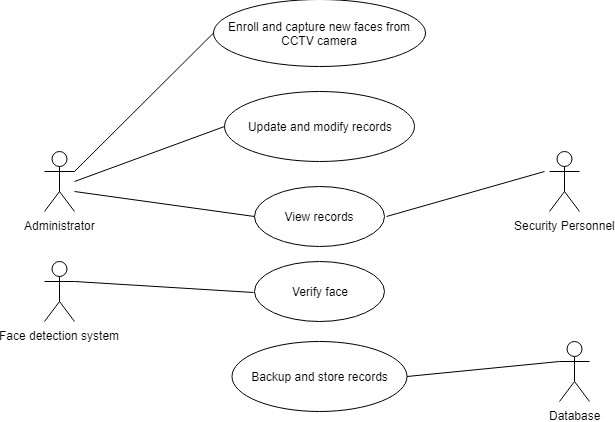 Enroll and capture new faces from
CCTV camera
Update and modify records
Administrator
View records
Security Personnel
Verify face
Face detection system
Backup and store records
Database